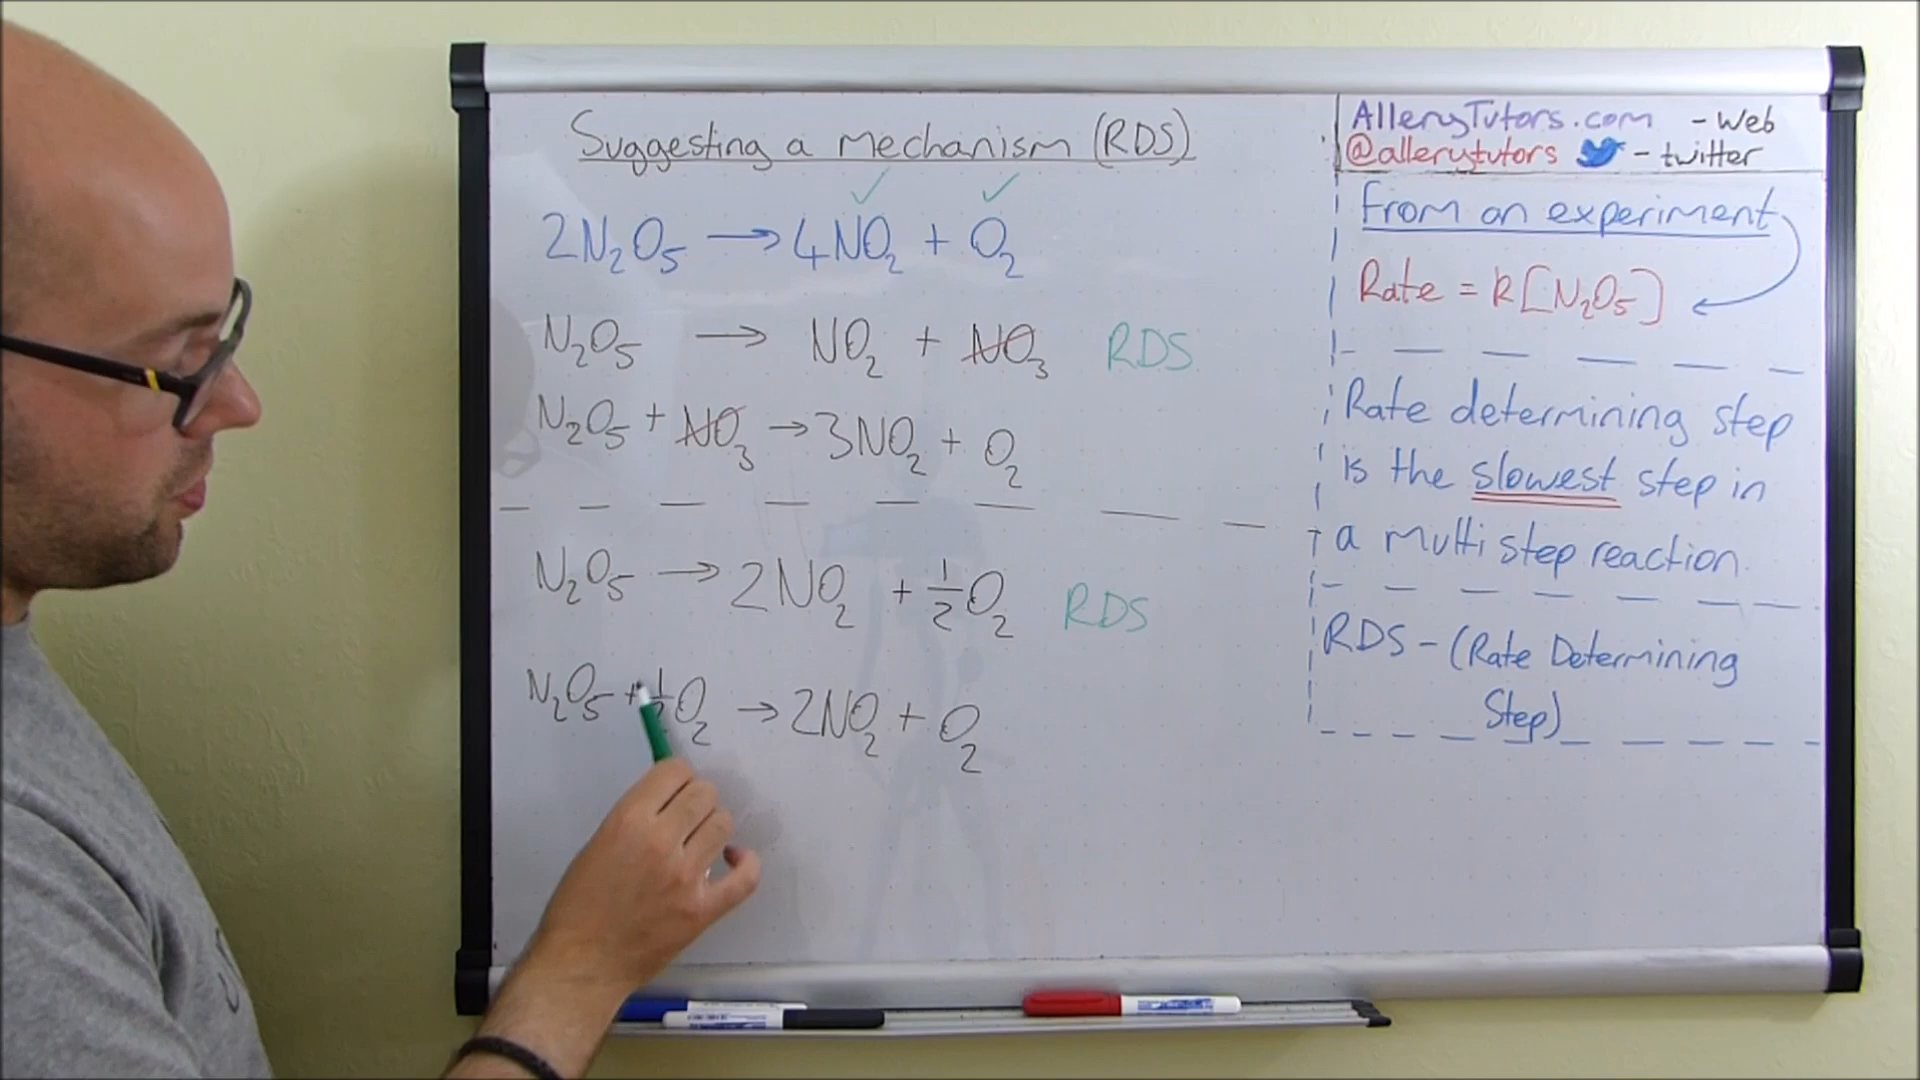 Suggesting a mechanism (RDS)
2N₂O₅ → 4NO₂ + O₂
N₂O₅ → NO₂ + NO₃ RDS
N₂O₅ + NO₃ → 3NO₂ + O₂
N₂O₅ → 2NO₂ + ½O₂ RDS
N₂O₅ + ½O₂ → 2NO₂ + O₂
AlleryTutors.com - Web
@allerytutors - twitter
From an experiment
Rate = k[N₂O₅]
Rate determining step
is the slowest step in
a multi step reaction
RDS - (Rate Determining
Step)